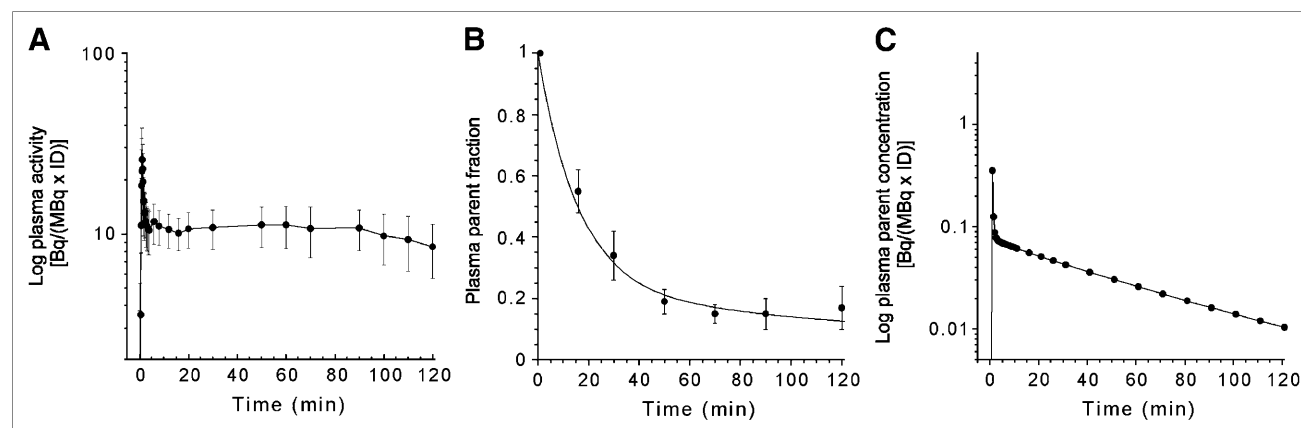 A
Log plasma activity
[Bq/(MBq x ID)]
100
10
0 20 40 60 80 100 120
Time (min)
B
Plasma parent fraction
1
0.8
0.6
0.4
0.2
0
0 20 40 60 80 100 120
Time (min)
C
Log plasma parent concentration
[Bq/(MBq x ID)]
1
0.1
0.01
0 20 40 60 80 100 120
Time (min)